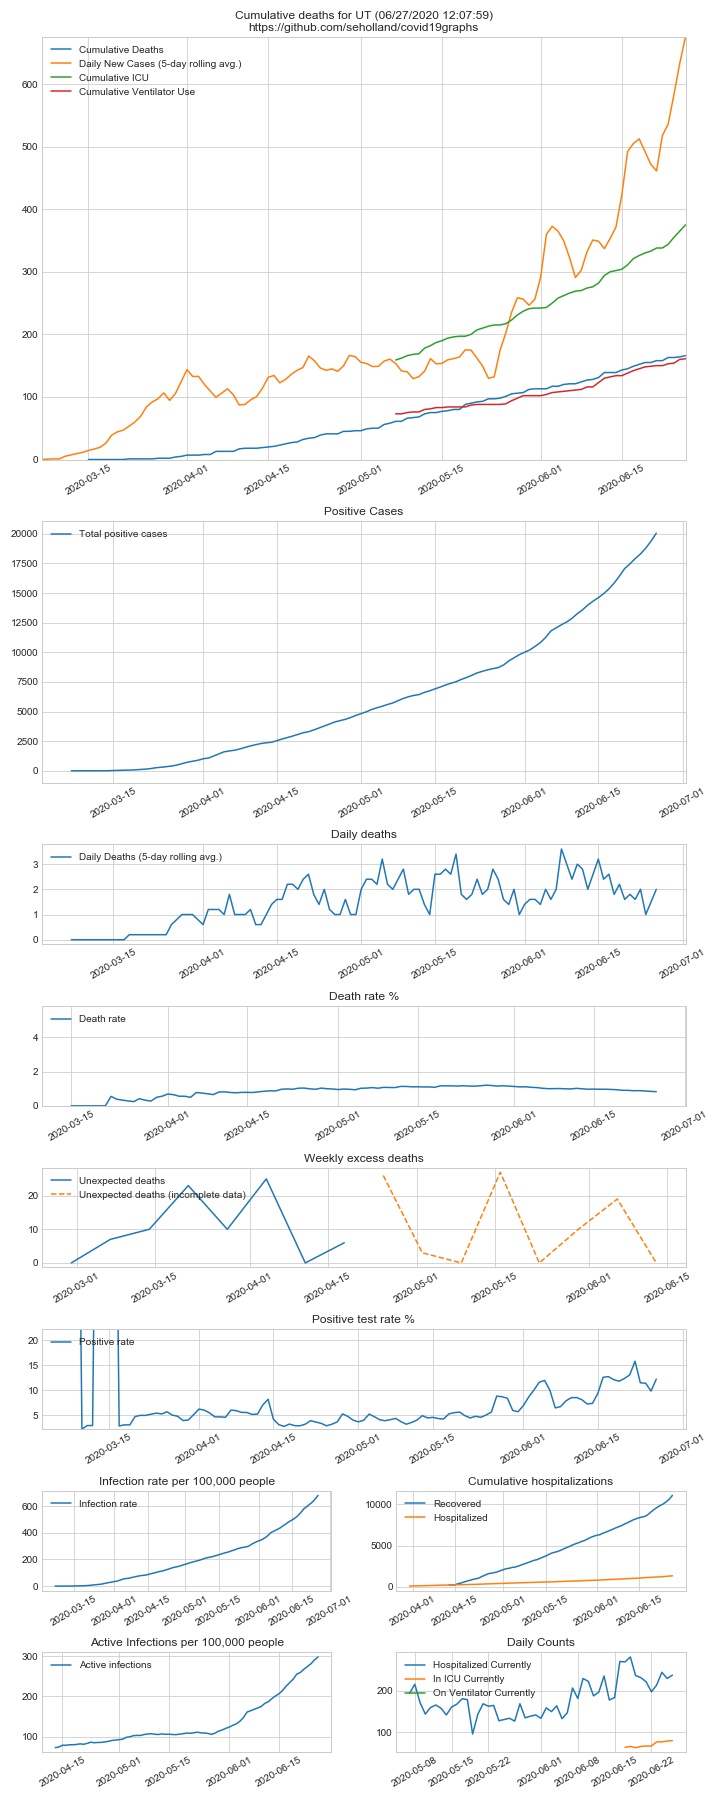 Cumulative deaths for UT (06/27/2020 12:07:59)
https://github.com/seholland/covid19graphs
Cumulative Deaths
Daily New Cases (5-day rolling avg.)
Cumulative ICU
Cumulative Ventilator Use
600
500
400
300
200
100
0
2020-03-15 2020-04-01 2020-04-15 2020-05-01 2020-05-15 2020-06-01 2020-06-15
Positive Cases
Total positive cases
20000
17500
15000
12500
10000
7500
5000
2500
0
2020-03-15 2020-04-01 2020-04-15 2020-05-01 2020-05-15 2020-06-01 2020-06-15 2020-07-01
Daily deaths
Daily Deaths (5-day rolling avg.)
3
2
1
0
2020-03-15 2020-04-01 2020-04-15 2020-05-01 2020-05-15 2020-06-01 2020-06-15 2020-07-01
Death rate %
Death rate
4
2
0
2020-03-15 2020-04-01 2020-04-15 2020-05-01 2020-05-15 2020-06-01 2020-06-15 2020-07-01
Weekly excess deaths
Unexpected deaths
Unexpected deaths (incomplete data)
20
10
0
2020-03-01 2020-03-15 2020-04-01 2020-04-15 2020-05-01 2020-05-15 2020-06-01 2020-06-15
Positive test rate %
Positive rate
20
15
10
5
2020-03-15 2020-04-01 2020-04-15 2020-05-01 2020-05-15 2020-06-01 2020-06-15 2020-07-01
Infection rate per 100,000 people
Infection rate
600
400
200
0
2020-03-15 2020-04-01 2020-04-15 2020-05-01 2020-05-15 2020-06-01 2020-06-15 2020-07-01
Cumulative hospitalizations
Recovered
Hospitalized
10000
5000
0
2020-04-01 2020-04-15 2020-05-01 2020-05-15 2020-06-01 2020-06-15
Active Infections per 100,000 people
Active infections
300
200
100
2020-04-15 2020-05-01 2020-05-15 2020-06-01 2020-06-15
Daily Counts
Hospitalized Currently
In ICU Currently
On Ventilator Currently
200
100
2020-05-08 2020-05-15 2020-05-22 2020-06-01 2020-06-08 2020-06-15 2020-06-22